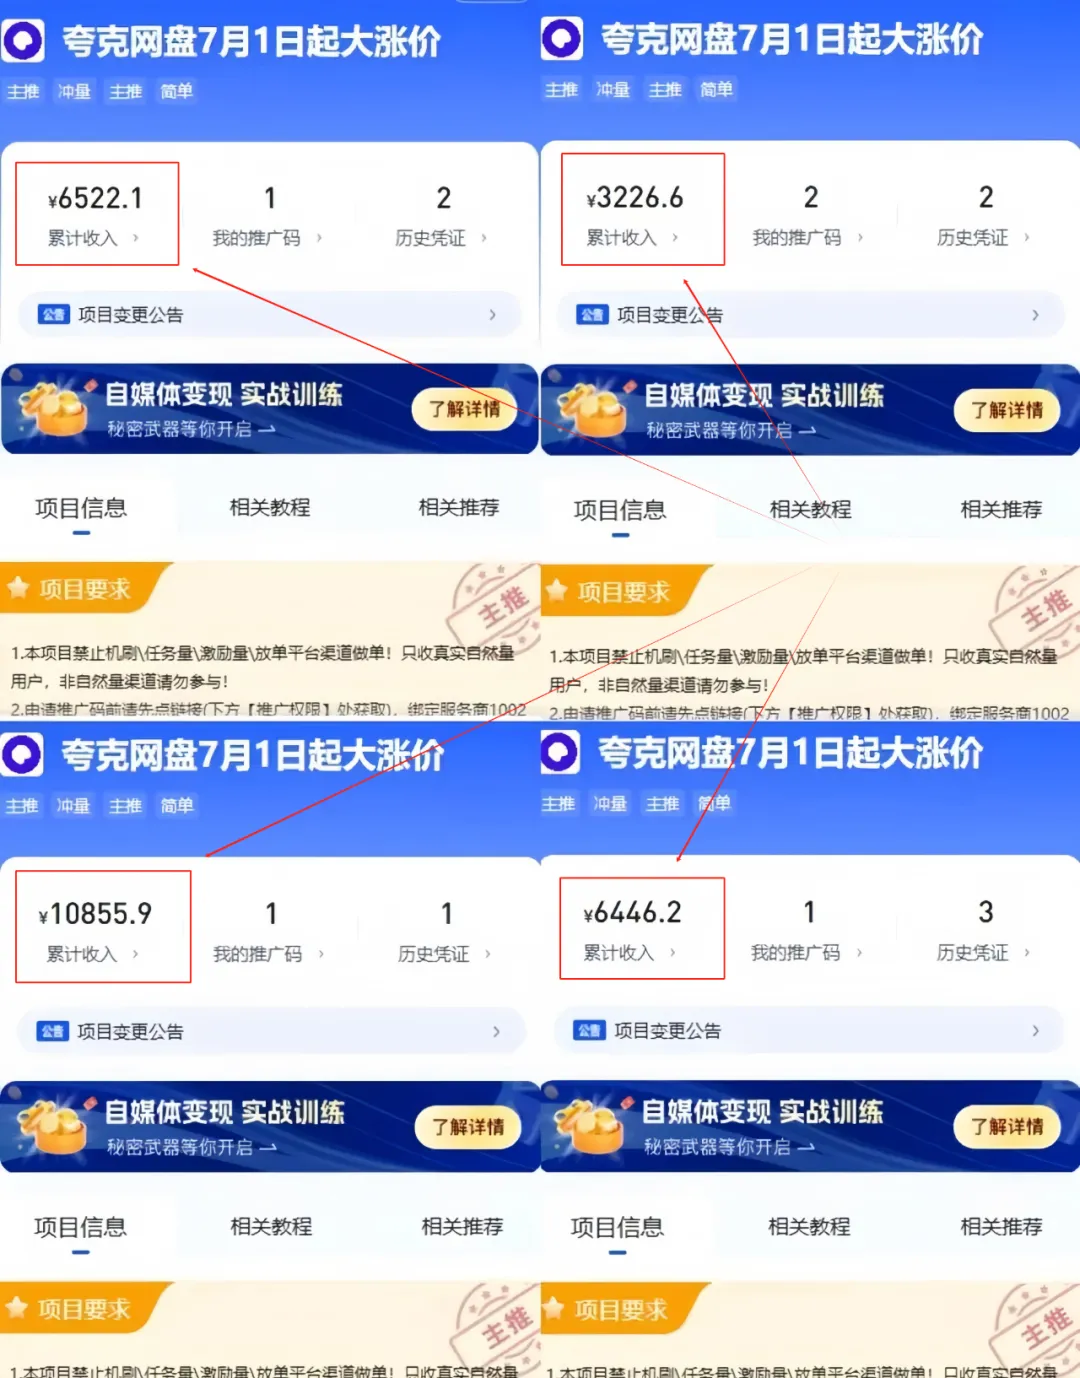 夸克网盘7月1日起大涨价
主推 冲量 主推 简单
¥6522.1 1 2
累计收入 › 我的推广码 › 历史凭证 ›
公告 项目变更公告 ›
自媒体变现 实战训练
秘密武器等你开启
了解详情
项目信息 相关教程 相关推荐
项目要求
主推
1.本项目禁止机刷\任务量\激励量\放单平台渠道做单！只收真实自然量
用户，非自然量渠道请勿参与！
2.申请推广码前请先点链接(下方【推广权限】处获取)，绑定服务商1002
夸克网盘7月1日起大涨价
主推 冲量 主推 简单
¥3226.6 2 2
累计收入 › 我的推广码 › 历史凭证 ›
公告 项目变更公告 ›
自媒体变现 实战训练
秘密武器等你开启
了解详情
项目信息 相关教程 相关推荐
项目要求
主推
1.本项目禁止机刷\任务量\激励量\放单平台渠道做单！只收真实自然量
用户，非自然量渠道请勿参与！
2.申请推广码前请先点链接(下方【推广权限】处获取)，绑定服务商1002
夸克网盘7月1日起大涨价
主推 冲量 主推 简单
¥10855.9 1 1
累计收入 › 我的推广码 › 历史凭证 ›
公告 项目变更公告 ›
自媒体变现 实战训练
秘密武器等你开启
了解详情
项目信息 相关教程 相关推荐
项目要求
主推
1.本项目禁止机刷\任务量\激励量\放单平台渠道做单！只收真实自然量
夸克网盘7月1日起大涨价
主推 冲量 主推 简单
¥6446.2 1 3
累计收入 › 我的推广码 › 历史凭证 ›
公告 项目变更公告 ›
自媒体变现 实战训练
秘密武器等你开启
了解详情
项目信息 相关教程 相关推荐
项目要求
主推
1.本项目禁止机刷\任务量\激励量\放单平台渠道做单！只收真实自然量